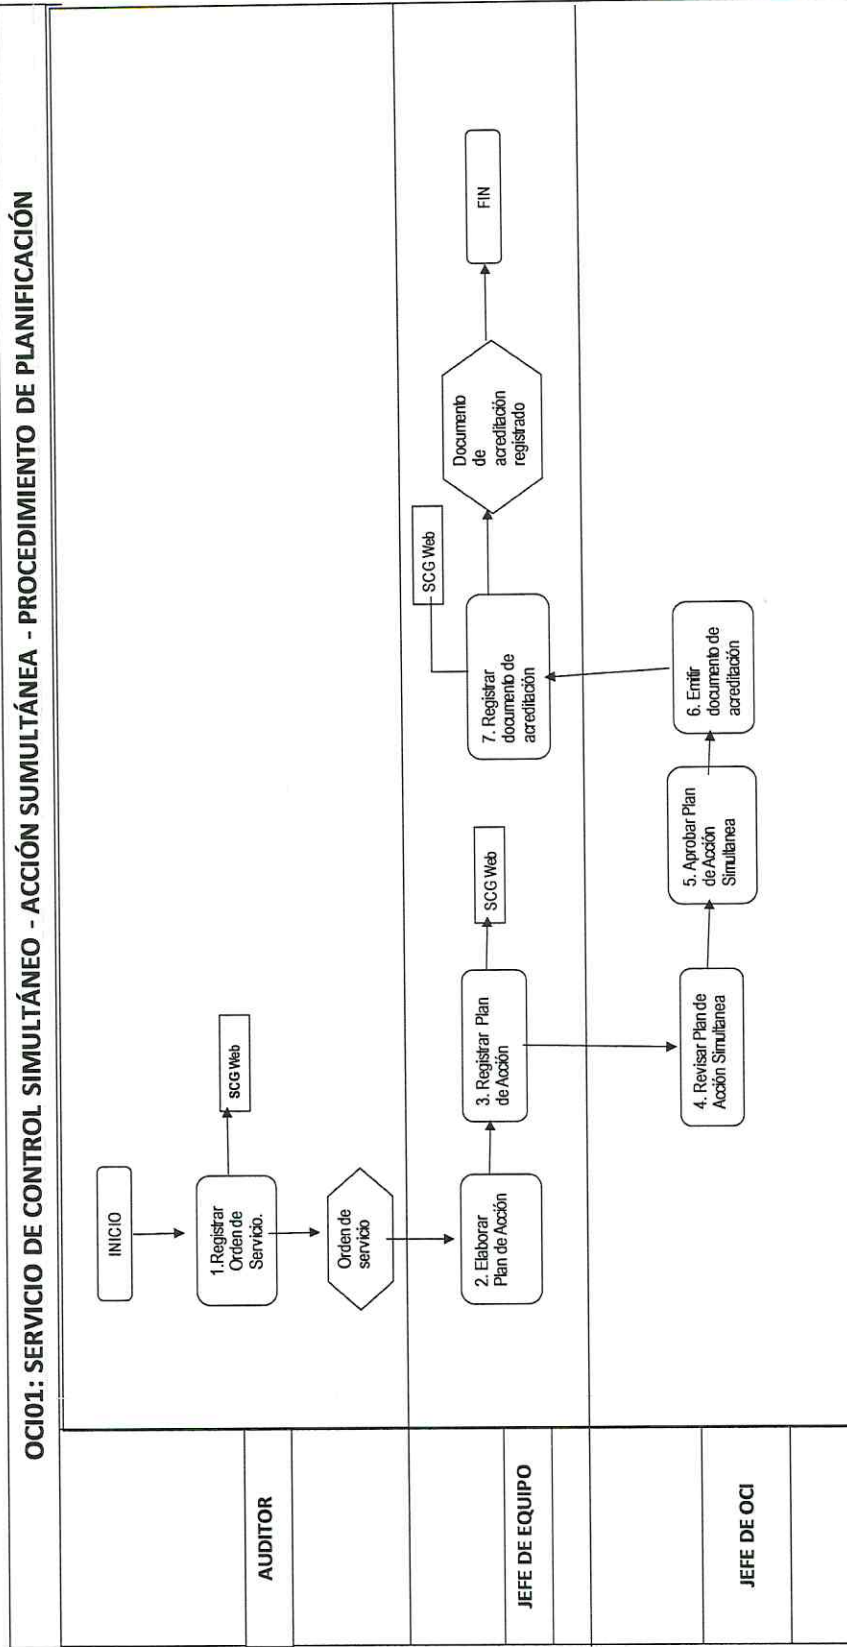 OCI01: SERVICIO DE CONTROL SIMULTÁNEO - ACCIÓN SUMULTÁNEA - PROCEDIMIENTO DE PLANIFICACIÓN
AUDITOR
INICIO
1.Registrar
Orden de
Servicio.
SCG Web
Orden de
servicio
JEFE DE EQUIPO
2. Elaborar
Plan de Acción
3. Registrar Plan
de Acción
SCG Web
7. Registrar
documento de
acreditación
SCG Web
Documento
de
acreditación
registrado
FIN
JEFE DE OCI
4. Revisar Plan de
Acción Simultanea
5. Aprobar Plan
de Acción
Simultanea
6. Emitir
documento de
acreditación